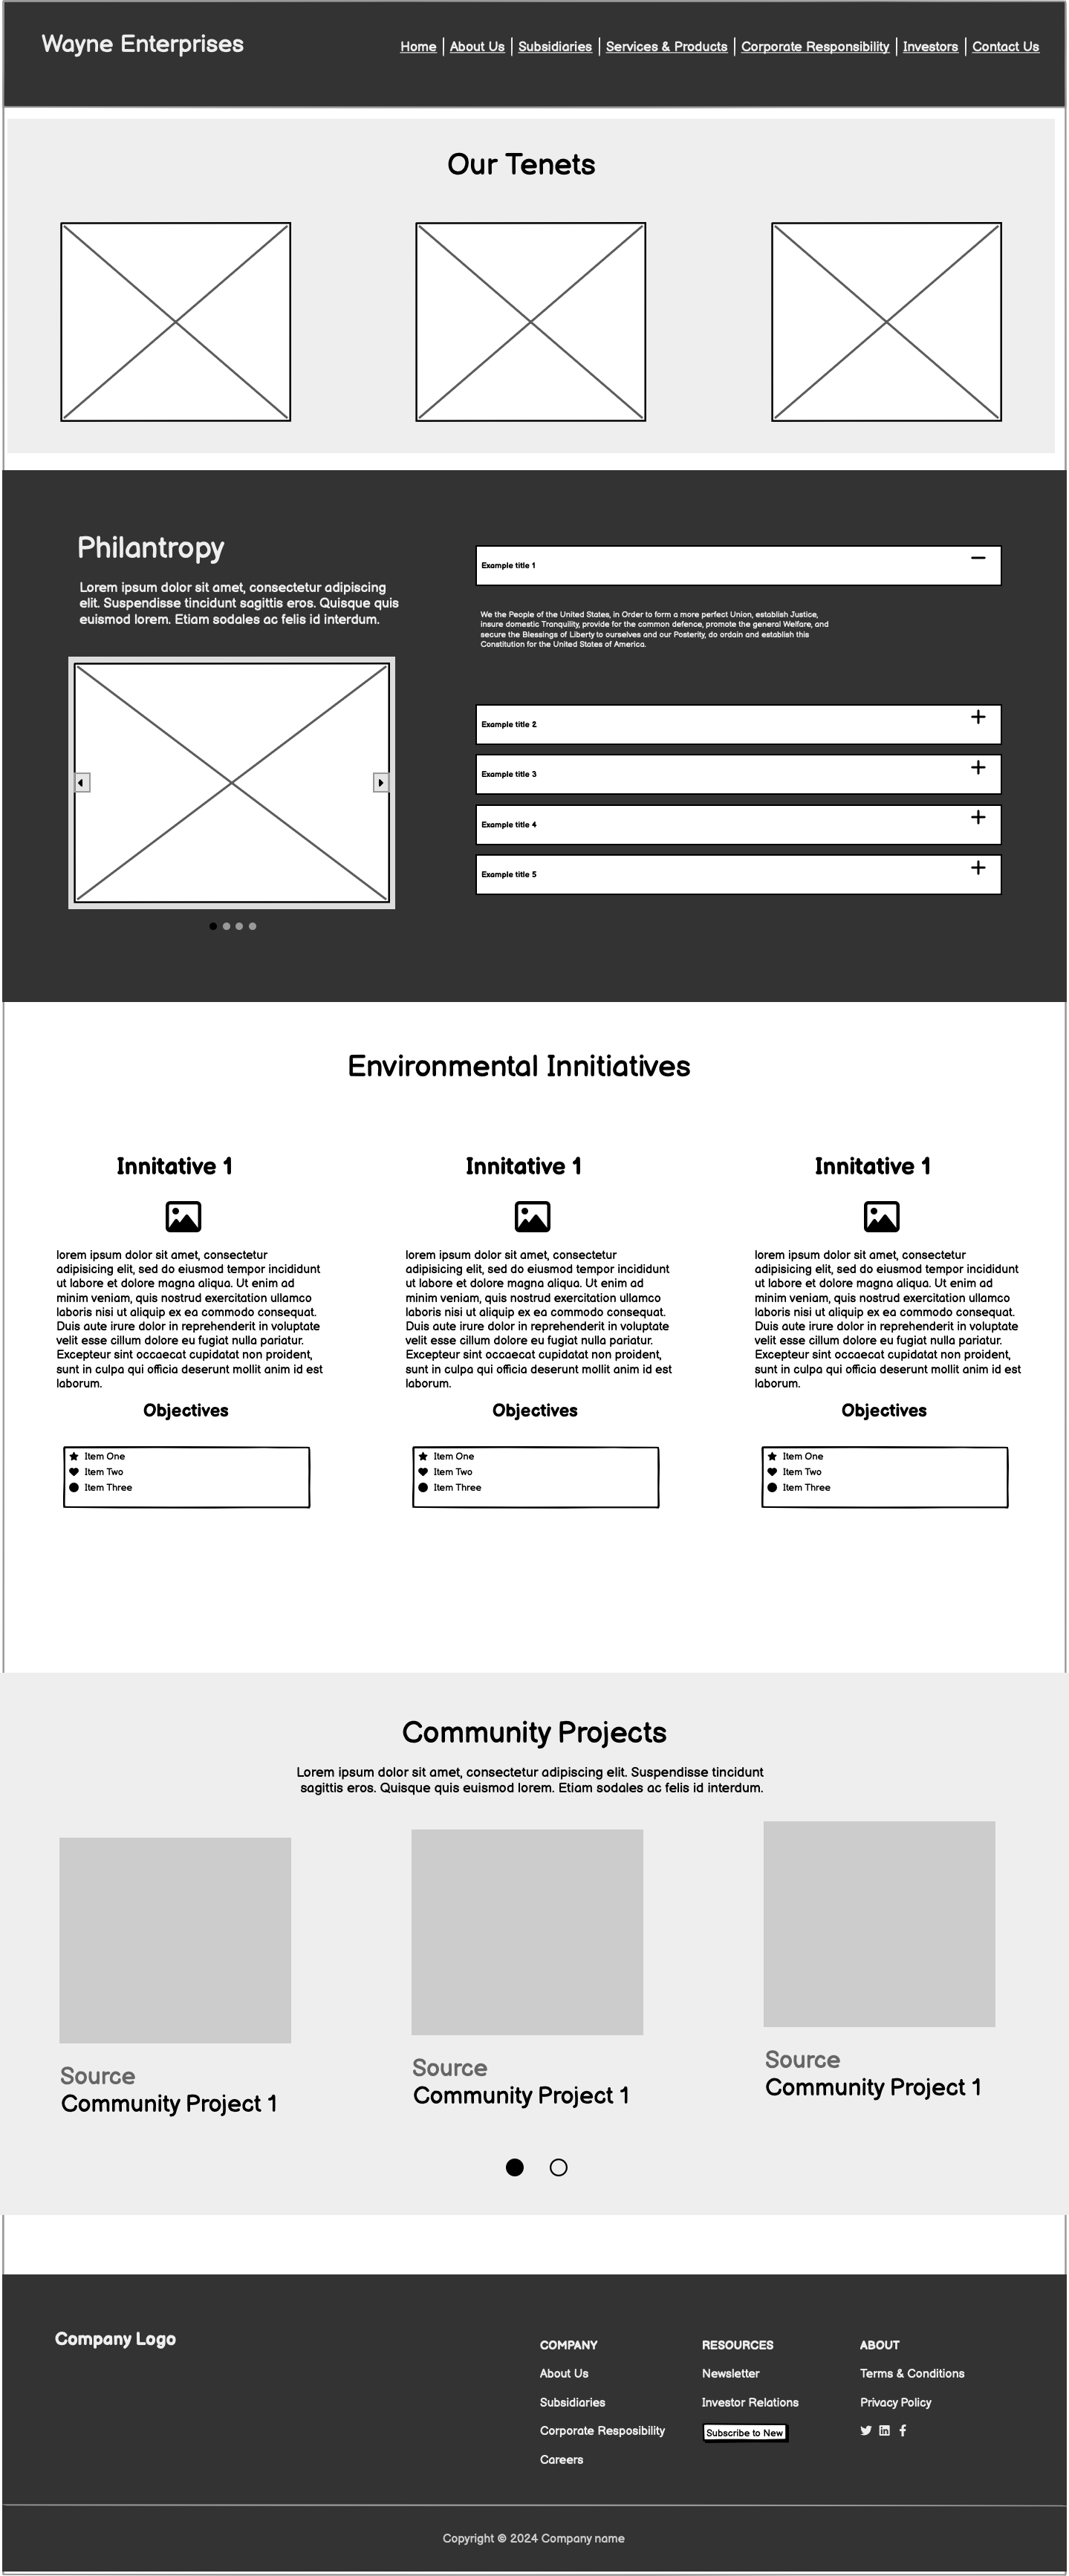 Wayne Enterprises
Home | About Us | Subsidiaries | Services & Products | Corporate Responsibility | Investors | Contact Us
Our Tenets
Philantropy
Lorem ipsum dolor sit amet, consectetur adipiscing
elit. Suspendisse tincidunt sagittis eros. Quisque quis
euismod lorem. Etiam sodales ac felis id interdum.
Example title 1
We the People of the United States, in Order to form a more perfect Union, establish Justice,
insure domestic Tranquility, provide for the common defence, promote the general Welfare, and
secure the Blessings of Liberty to ourselves and our Posterity, do ordain and establish this
Constitution for the United States of America.
Example title 2
Example title 3
Example title 4
Example title 5
Environmental Innitiatives
Innitative 1
lorem ipsum dolor sit amet, consectetur
adipisicing elit, sed do eiusmod tempor incididunt
ut labore et dolore magna aliqua. Ut enim ad
minim veniam, quis nostrud exercitation ullamco
laboris nisi ut aliquip ex ea commodo consequat.
Duis aute irure dolor in reprehenderit in voluptate
velit esse cillum dolore eu fugiat nulla pariatur.
Excepteur sint occaecat cupidatat non proident,
sunt in culpa qui officia deserunt mollit anim id est
laborum.
Objectives
Item One
Item Two
Item Three
Innitative 1
lorem ipsum dolor sit amet, consectetur
adipisicing elit, sed do eiusmod tempor incididunt
ut labore et dolore magna aliqua. Ut enim ad
minim veniam, quis nostrud exercitation ullamco
laboris nisi ut aliquip ex ea commodo consequat.
Duis aute irure dolor in reprehenderit in voluptate
velit esse cillum dolore eu fugiat nulla pariatur.
Excepteur sint occaecat cupidatat non proident,
sunt in culpa qui officia deserunt mollit anim id est
laborum.
Objectives
Item One
Item Two
Item Three
Innitative 1
lorem ipsum dolor sit amet, consectetur
adipisicing elit, sed do eiusmod tempor incididunt
ut labore et dolore magna aliqua. Ut enim ad
minim veniam, quis nostrud exercitation ullamco
laboris nisi ut aliquip ex ea commodo consequat.
Duis aute irure dolor in reprehenderit in voluptate
velit esse cillum dolore eu fugiat nulla pariatur.
Excepteur sint occaecat cupidatat non proident,
sunt in culpa qui officia deserunt mollit anim id est
laborum.
Objectives
Item One
Item Two
Item Three
Community Projects
Lorem ipsum dolor sit amet, consectetur adipiscing elit. Suspendisse tincidunt
sagittis eros. Quisque quis euismod lorem. Etiam sodales ac felis id interdum.
Source
Community Project 1
Source
Community Project 1
Source
Community Project 1
Company Logo
COMPANY
About Us
Subsidiaries
Corporate Resposibility
Careers
RESOURCES
Newsletter
Investor Relations
Subscribe to New
ABOUT
Terms & Conditions
Privacy Policy
Copyright © 2024 Company name